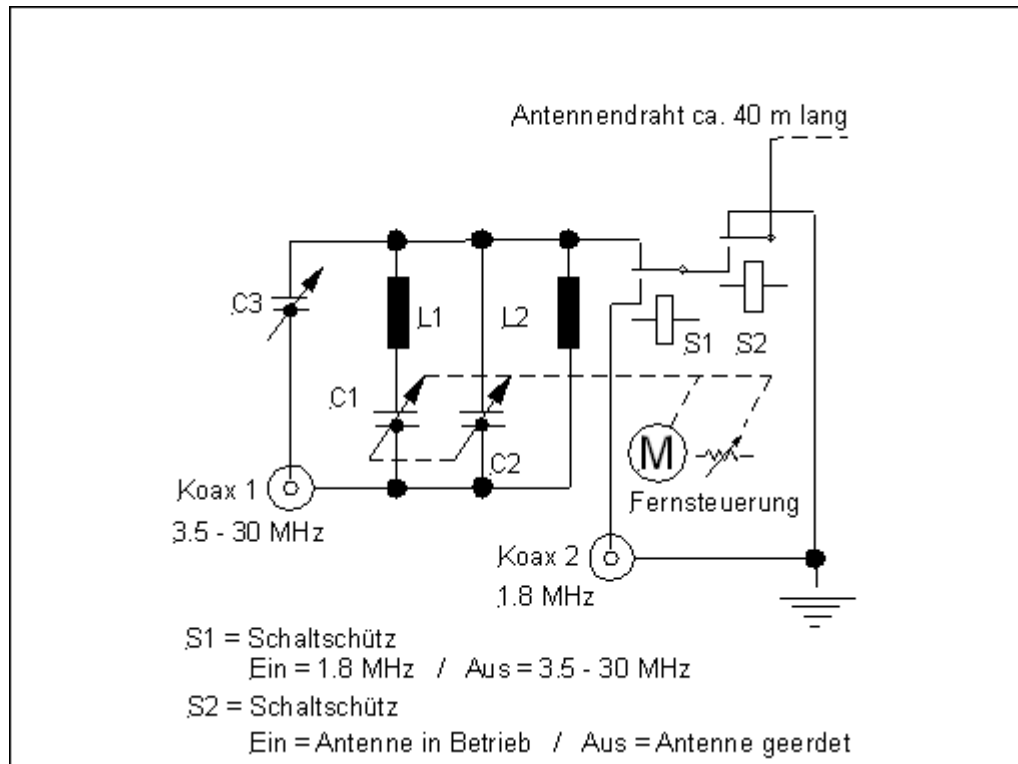 Antennendraht ca. 40 m lang
C3
L1
L2
S1
S2
C1
C2
M
Koax 1
3.5 - 30 MHz
Fernsteuerung
Koax 2
1.8 MHz
S1 = Schaltschütz
Ein = 1.8 MHz / Aus = 3.5 - 30 MHz
S2 = Schaltschütz
Ein = Antenne in Betrieb / Aus = Antenne geerdet